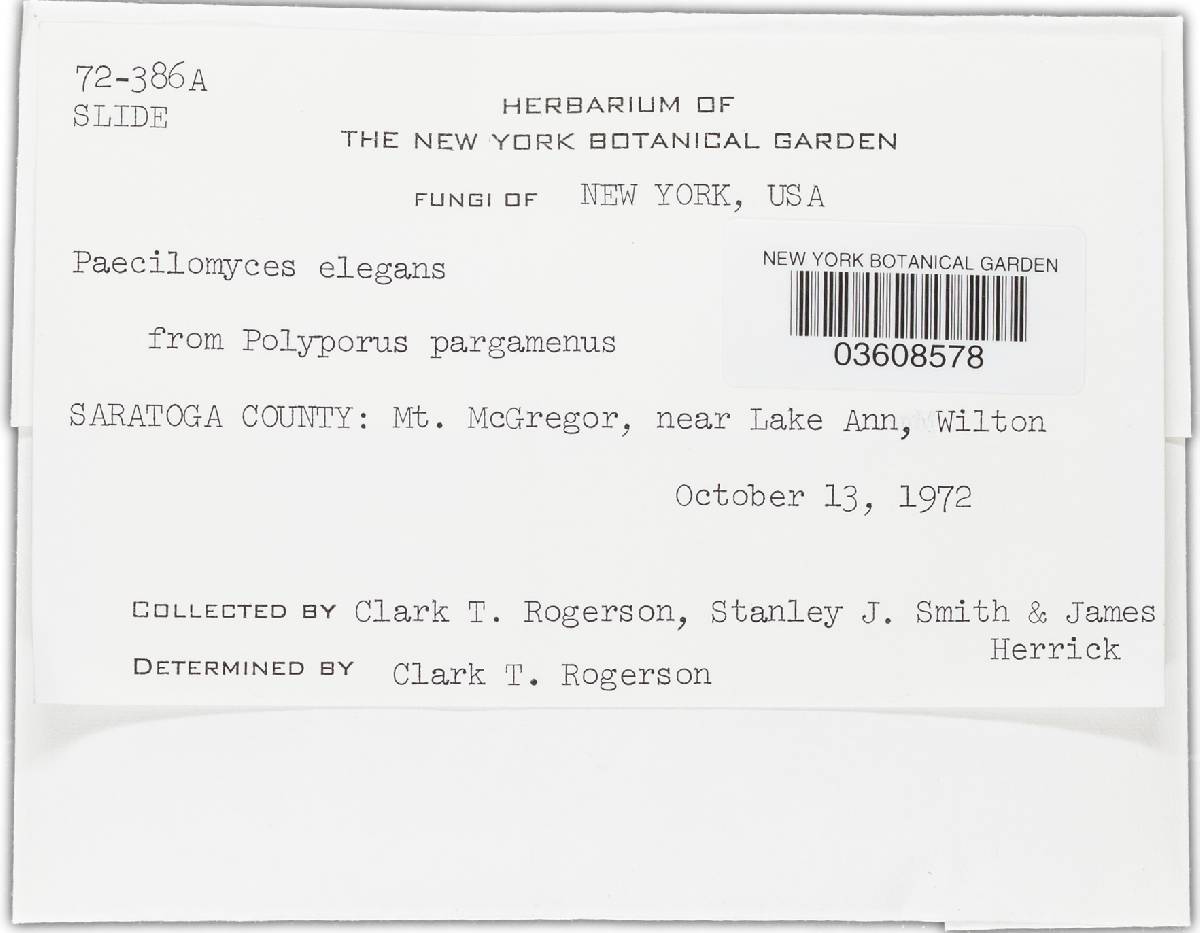 72-386A
SLIDE
HERBARIUM OF
THE NEW YORK BOTANICAL GARDEN
FUNGI OF NEW YORK, USA
Paecilomyces elegans
NEW YORK BOTANICAL GARDEN
03608578
from Polyporus pargamenus
SARATOGA COUNTY: Mt. McGregor, near Lake Ann, Wilton
October 13, 1972
COLLECTED BY Clark T. Rogerson, Stanley J. Smith & James
Herrick
DETERMINED BY Clark T. Rogerson